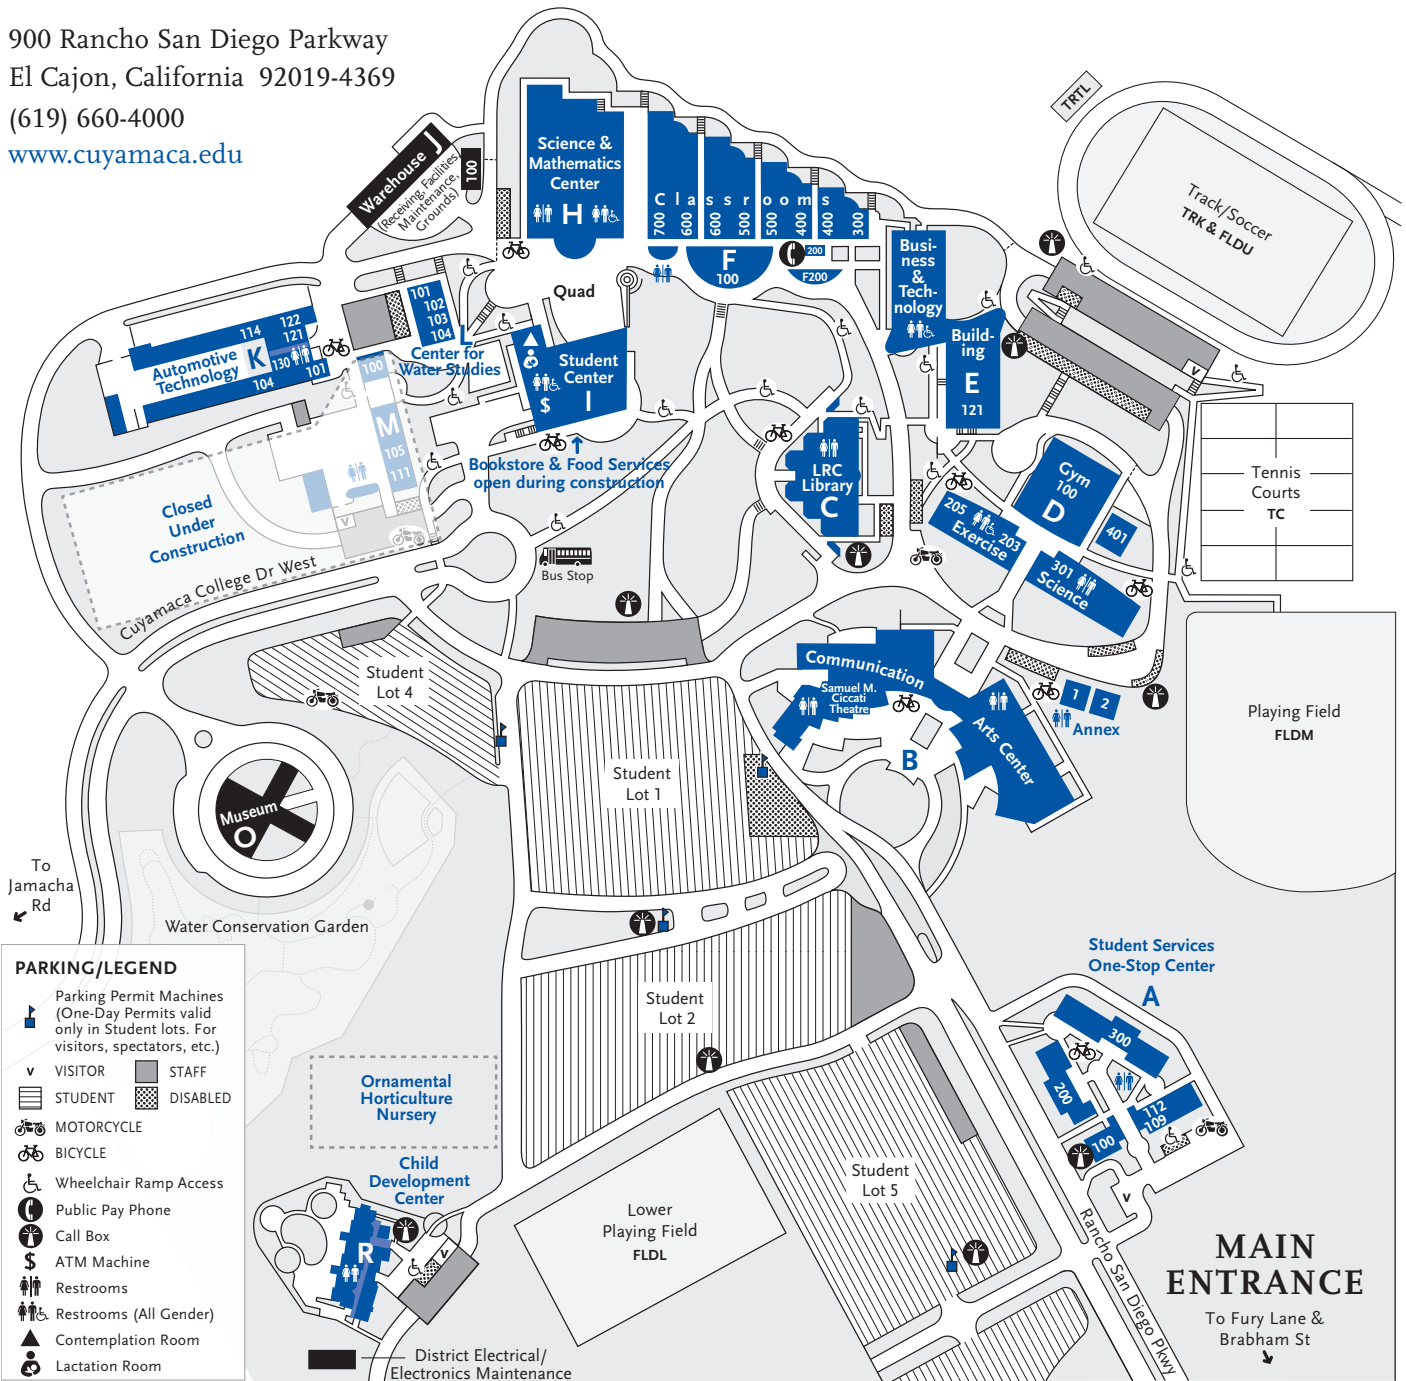 900 Rancho San Diego Parkway
El Cajon, California 92019-4369
(619) 660-4000
www.cuyamaca.edu
TRTL
Track/Soccer
TRK & FLDU
Warehouse J
(Receiving, Facilities,
Maintenance,
Grounds)
100
Science &
Mathematics
Center
H
Classrooms
700
600
600
500
500
400
400
300
F
100
200
F200
Quad
Busi-
ness
&
Tech-
nology
Build-
ing
E
121
101
102
103
104
L
Center for
Water Studies
114
122
121
Automotive
Technology
K
130
101
104
100
M
105
111
v
Student
Center
I
$
Bookstore & Food Services
open during construction
Closed
Under
Construction
Cuyamaca College Dr West
LRC
Library
C
Gym
100
D
401
205
203
Exercise
301
Science
v
Tennis
Courts
TC
Bus Stop
Student
Lot 4
Communication
Samuel M.
Ciccati
Theatre
Arts Center
B
1
2
Annex
Playing Field
FLDM
Student
Lot 1
Museum
O
To
Jamacha
Rd
Water Conservation Garden
Student
Lot 2
Student Services
One-Stop Center
A
300
200
112
109
100
v
PARKING/LEGEND
Parking Permit Machines
(One-Day Permits valid
only in Student lots. For
visitors, spectators, etc.)
v VISITOR
STAFF
STUDENT
DISABLED
MOTORCYCLE
BICYCLE
Wheelchair Ramp Access
Public Pay Phone
Call Box
$ ATM Machine
Restrooms
Restrooms (All Gender)
Contemplation Room
Lactation Room
Ornamental
Horticulture
Nursery
Child
Development
Center
R
v
Lower
Playing Field
FLDL
Student
Lot 5
Rancho San Diego Pkwy
MAIN
ENTRANCE
To Fury Lane &
Brabham St
District Electrical/
Electronics Maintenance